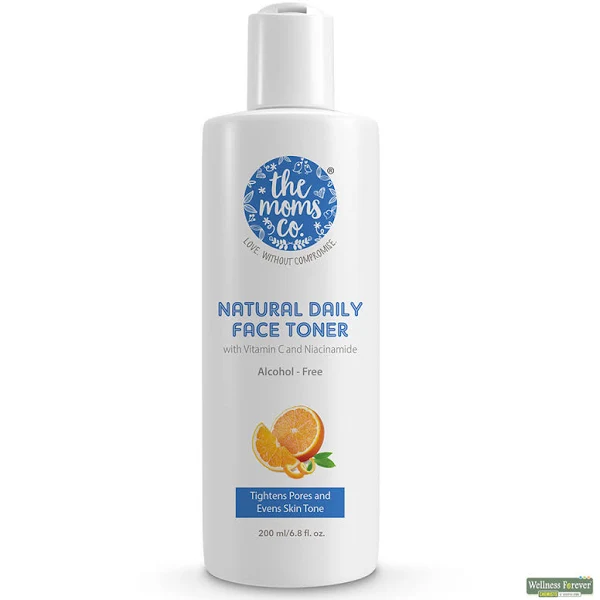 the
moms
co.
®
LOVE. WITHOUT COMPROMISE.
NATURAL DAILY
FACE TONER
with Vitamin C and Niacinamide
Alcohol - Free
Tightens Pores and
Evens Skin Tone
200 ml/6.8 fl. oz.
Wellness Forever